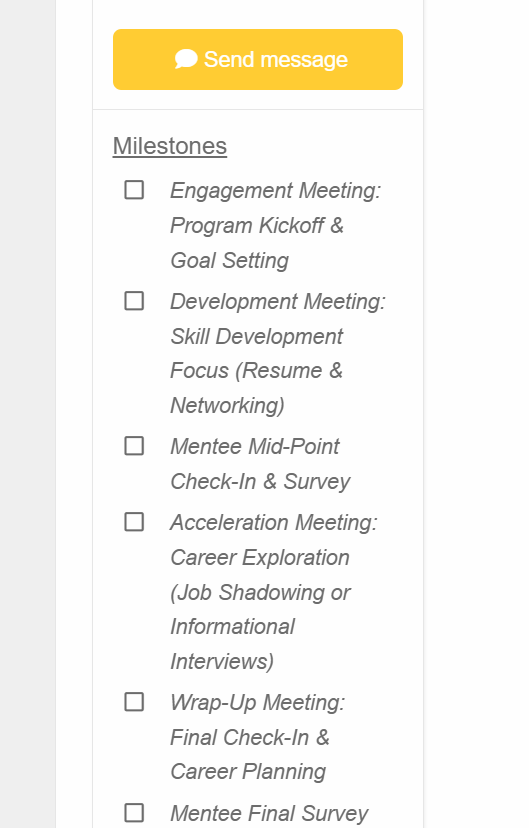 Send message
Milestones
Engagement Meeting:
Program Kickoff &
Goal Setting
Development Meeting:
Skill Development
Focus (Resume &
Networking)
Mentee Mid-Point
Check-In & Survey
Acceleration Meeting:
Career Exploration
(Job Shadowing or
Informational
Interviews)
Wrap-Up Meeting:
Final Check-In &
Career Planning
Mentee Final Survey